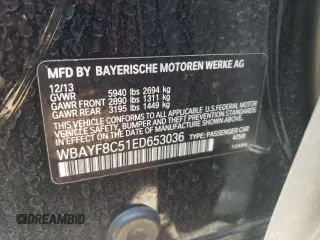 MFD BY BAYERISCHE MOTOREN WERKE AG
12/13
GVWR 5940 lbs 2694 kg
GAWR FRONT 2890 lbs 1311 kg
GAWR REAR 3195 lbs 1449 kg
THIS VEHICLE CONFORMS TO ALL APPLICABLE
FEDERAL MOTOR VEHICLE SAFETY, BUMPER,
AND THEFT PREVENTION STANDARDS IN EFFECT
ON THE DATE OF MANUFACTURE SHOWN ABOVE.
WBAYF8C51ED653036 TYPE: PASSENGER CAR
DREAMBID